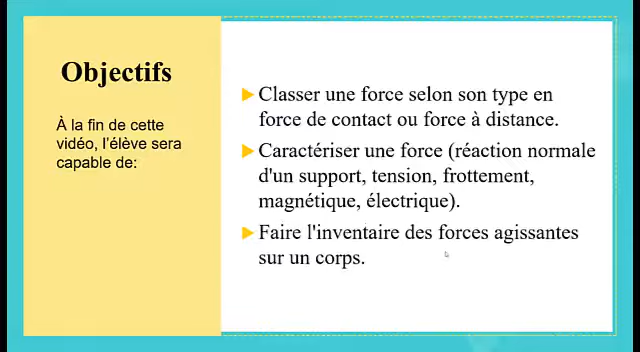 Objectifs
À la fin de cette
vidéo, l'élève sera
capable de:
Classer une force selon son type en
force de contact ou force à distance.
Caractériser une force (réaction normale
d'un support, tension, frottement,
magnétique, électrique).
Faire l'inventaire des forces agissantes
sur un corps.